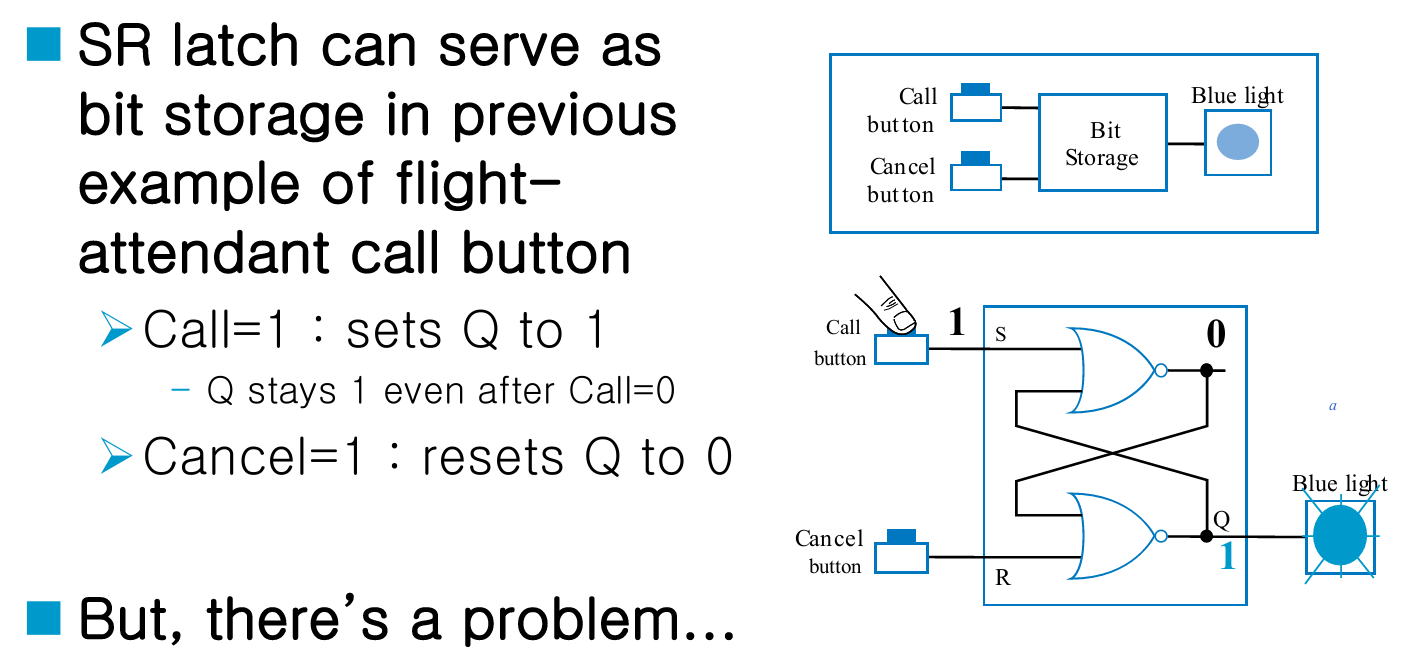 SR latch can serve as
bit storage in previous
example of flight-
attendant call button
Call=1 : sets Q to 1
– Q stays 1 even after Call=0
Cancel=1 : resets Q to 0
But, there's a problem...
Call
button
Cancel
button
Bit
Storage
Blue light
Call
button
1
S
0
a
Blue light
Cancel
button
Q
1
R